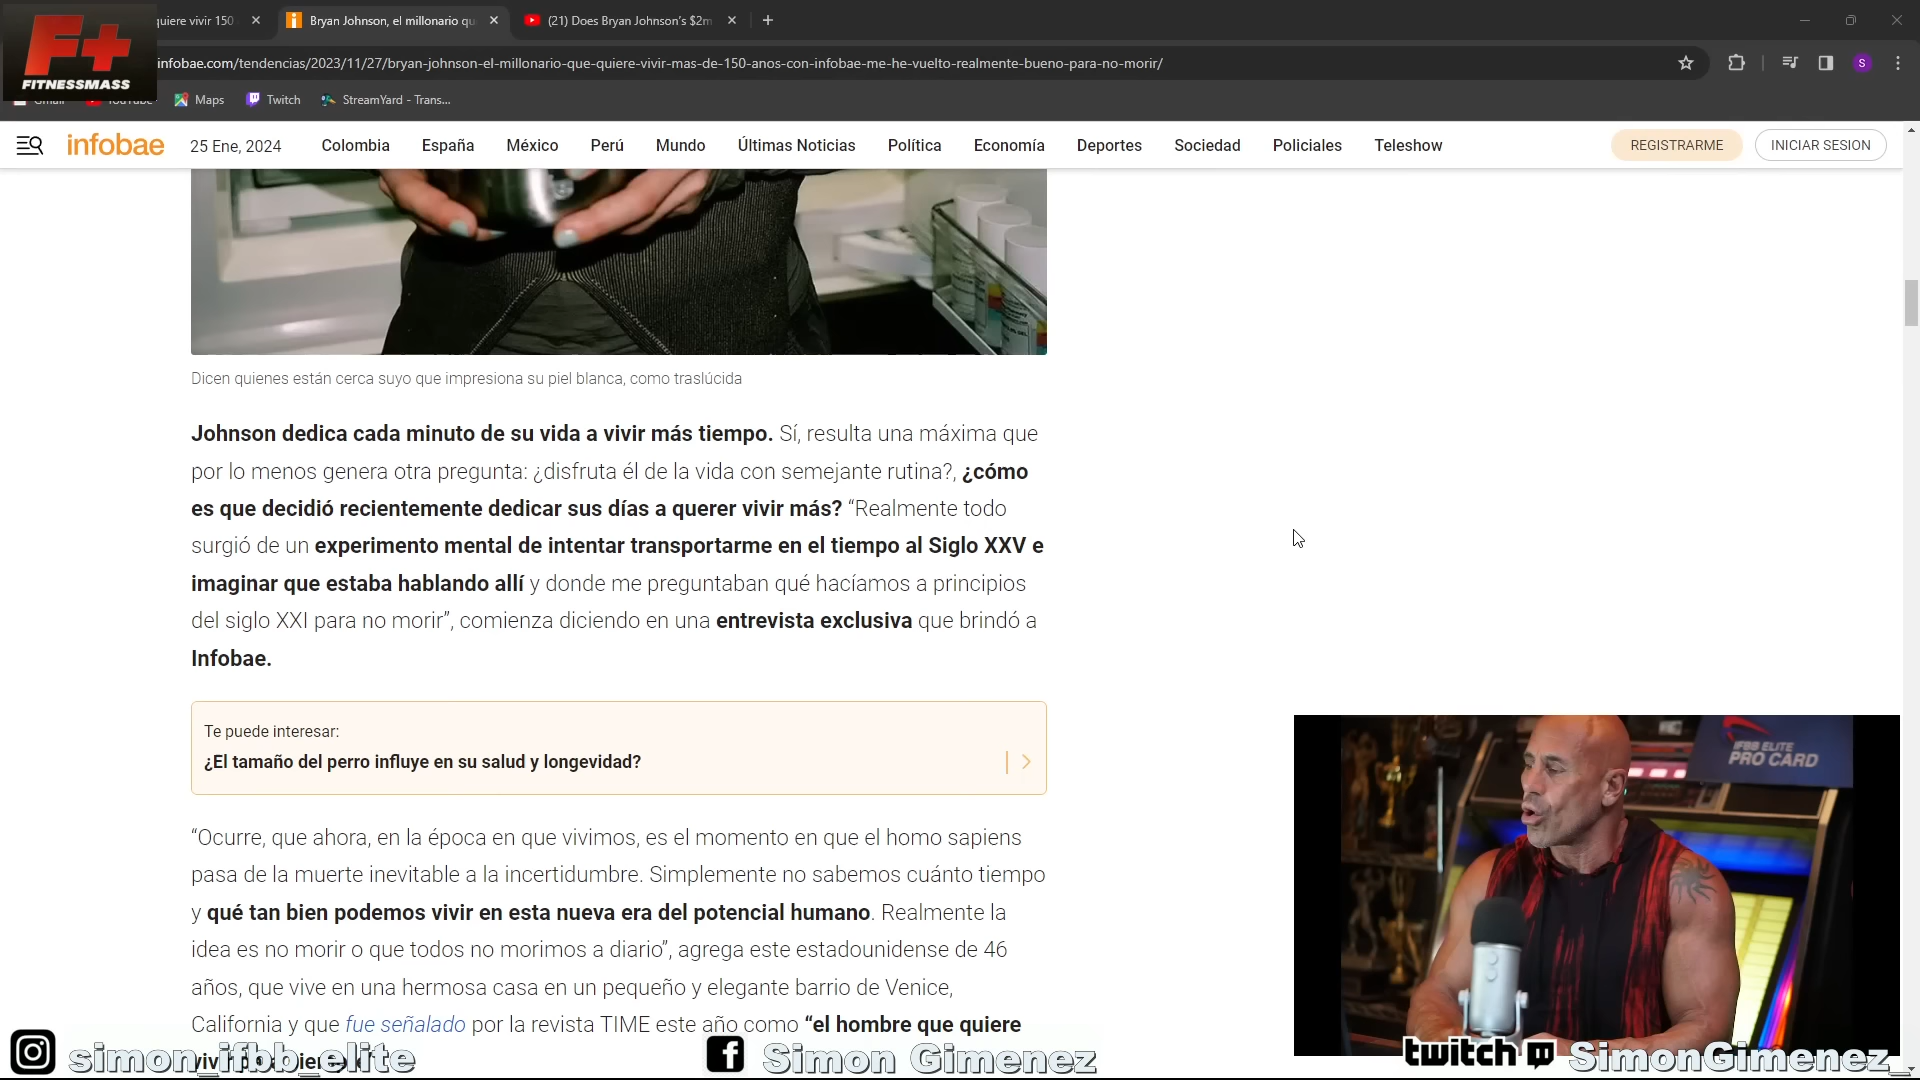 F+
FITNESSMASS
quiere vivir 150
Bryan Johnson, el millonario qu
(21) Does Bryan Johnson's $2m
infobae.com/tendencias/2023/11/27/bryan-johnson-el-millonario-que-quiere-vivir-mas-de-150-anos-con-infobae-me-he-vuelto-realmente-bueno-para-no-morir/
S
Gmail
YouTube
Maps
Twitch
StreamYard - Trans...
infobae
25 Ene, 2024
Colombia
España
México
Perú
Mundo
Últimas Noticias
Política
Economía
Deportes
Sociedad
Policiales
Teleshow
REGISTRARME
INICIAR SESION
Dicen quienes están cerca suyo que impresiona su piel blanca, como traslúcida
Johnson dedica cada minuto de su vida a vivir más tiempo. Sí, resulta una máxima que
por lo menos genera otra pregunta: ¿disfruta él de la vida con semejante rutina?, ¿cómo
es que decidió recientemente dedicar sus días a querer vivir más? “Realmente todo
surgió de un experimento mental de intentar transportarme en el tiempo al Siglo XXV e
imaginar que estaba hablando allí y donde me preguntaban qué hacíamos a principios
del siglo XXI para no morir”, comienza diciendo en una entrevista exclusiva que brindó a
Infobae.
Te puede interesar:
¿El tamaño del perro influye en su salud y longevidad?
“Ocurre, que ahora, en la época en que vivimos, es el momento en que el homo sapiens
pasa de la muerte inevitable a la incertidumbre. Simplemente no sabemos cuánto tiempo
y qué tan bien podemos vivir en esta nueva era del potencial humano. Realmente la
idea es no morir o que todos no morimos a diario”, agrega este estadounidense de 46
años, que vive en una hermosa casa en un pequeño y elegante barrio de Venice,
California y que fue señalado por la revista TIME este año como “el hombre que quiere
IFBB ELITE
PRO CARD
simon_ifbb_elite
Simon Gimenez
twitch
SimonGimenez_